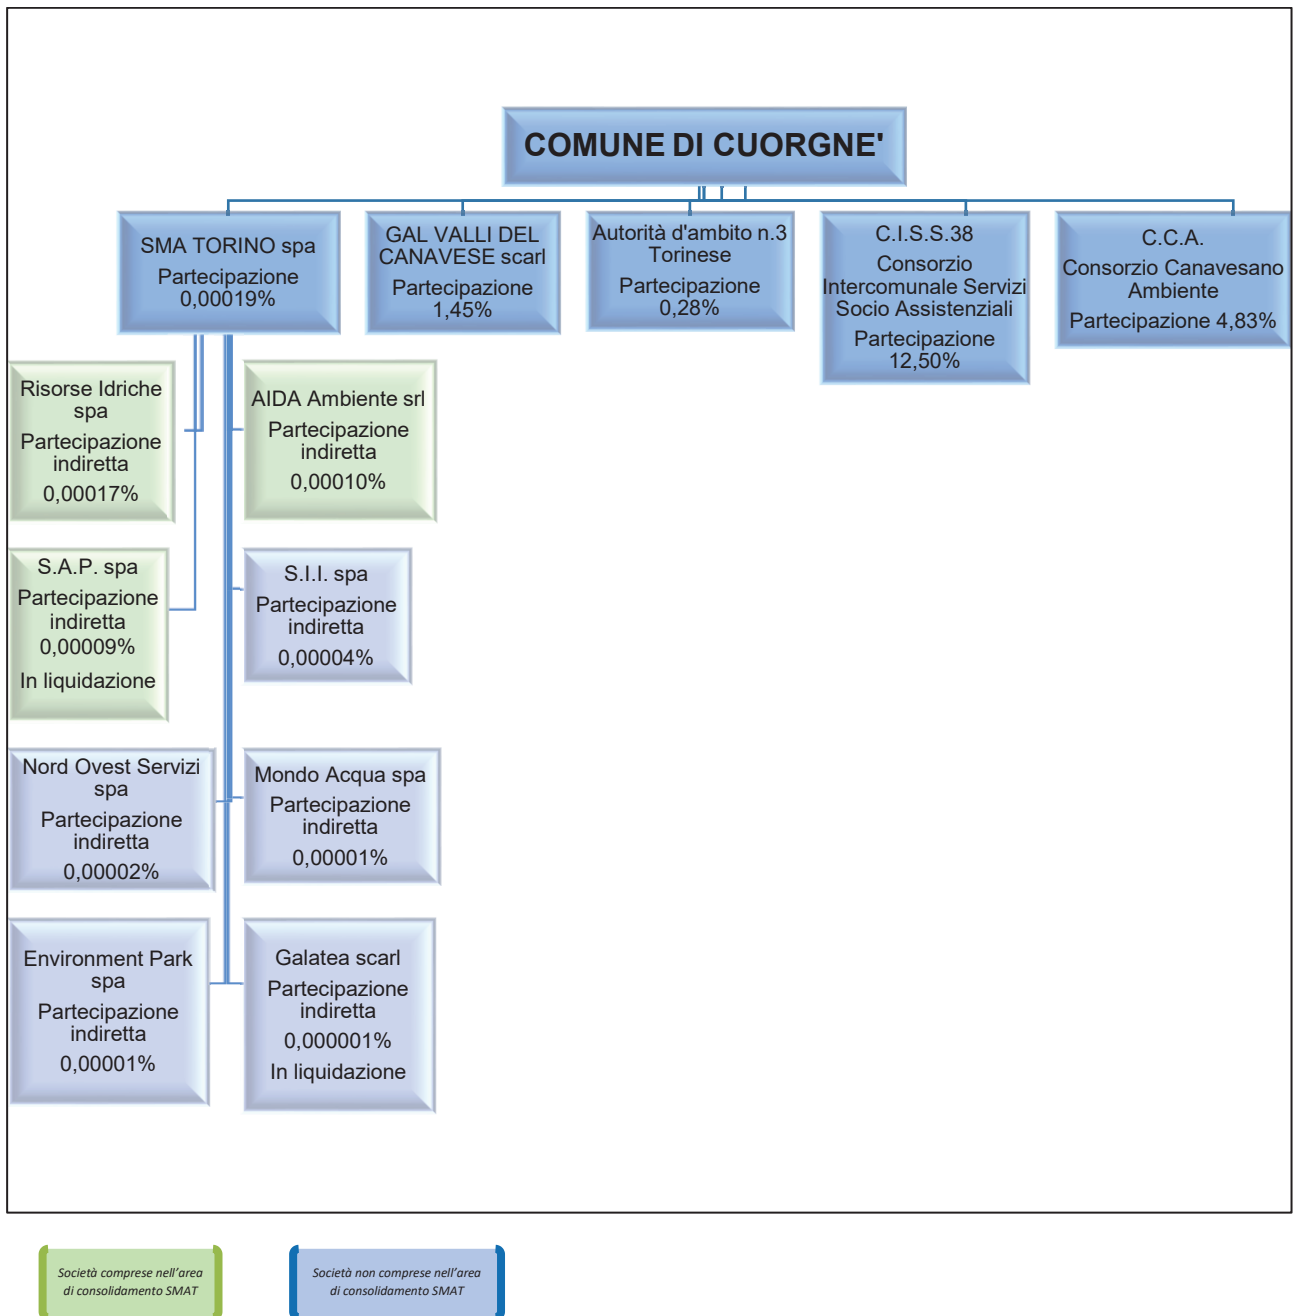 COMUNE DI CUORGNE'
SMA TORINO spa
Partecipazione
0,00019%
GAL VALLI DEL
CANAVESE scarl
Partecipazione
1,45%
Autorità d'ambito n.3
Torinese
Partecipazione
0,28%
C.I.S.S.38
Consorzio
Intercomunale Servizi
Socio Assistenziali
Partecipazione
12,50%
C.C.A.
Consorzio Canavesano
Ambiente
Partecipazione 4,83%
Risorse Idriche
spa
Partecipazione
indiretta
0,00017%
AIDA Ambiente srl
Partecipazione
indiretta
0,00010%
S.A.P. spa
Partecipazione
indiretta
0,00009%
In liquidazione
S.I.I. spa
Partecipazione
indiretta
0,00004%
Nord Ovest Servizi
spa
Partecipazione
indiretta
0,00002%
Mondo Acqua spa
Partecipazione
indiretta
0,00001%
Environment Park
spa
Partecipazione
indiretta
0,00001%
Galatea scarl
Partecipazione
indiretta
0,000001%
In liquidazione
Società comprese nell'area
di consolidamento SMAT
Società non comprese nell'area
di consolidamento SMAT